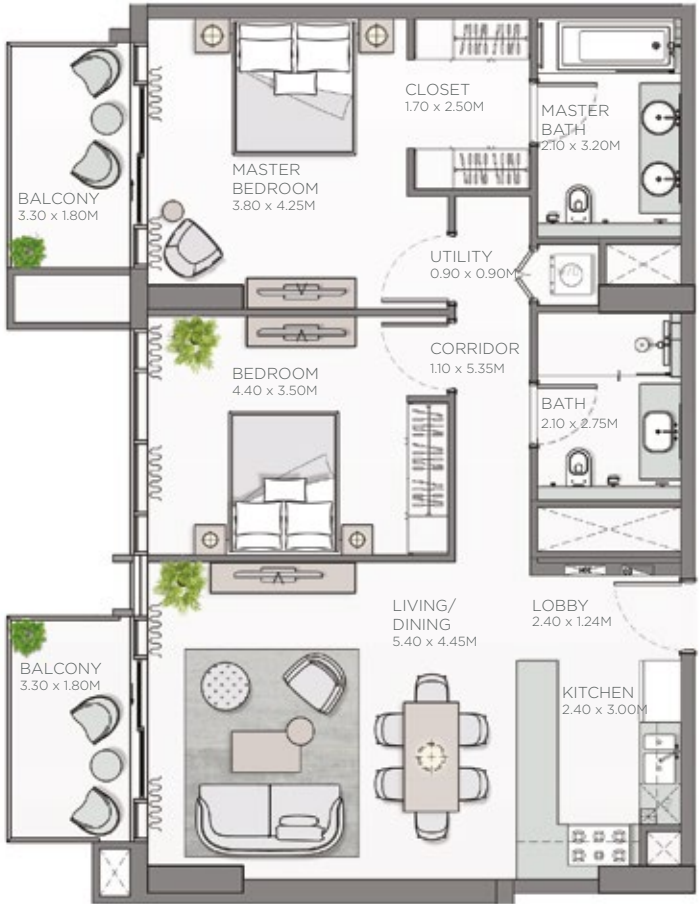 CLOSET
1.70 x 2.50M
MASTER
BATH
2.10 x 3.20M
MASTER
BEDROOM
3.80 x 4.25M
BALCONY
3.30 x 1.80M
UTILITY
0.90 x 0.90M
W/D
CORRIDOR
1.10 x 5.35M
BEDROOM
4.40 x 3.50M
BATH
2.10 x 2.75M
LIVING/
DINING
5.40 x 4.45M
LOBBY
2.40 x 1.24M
BALCONY
3.30 x 1.80M
KITCHEN
2.40 x 3.00M